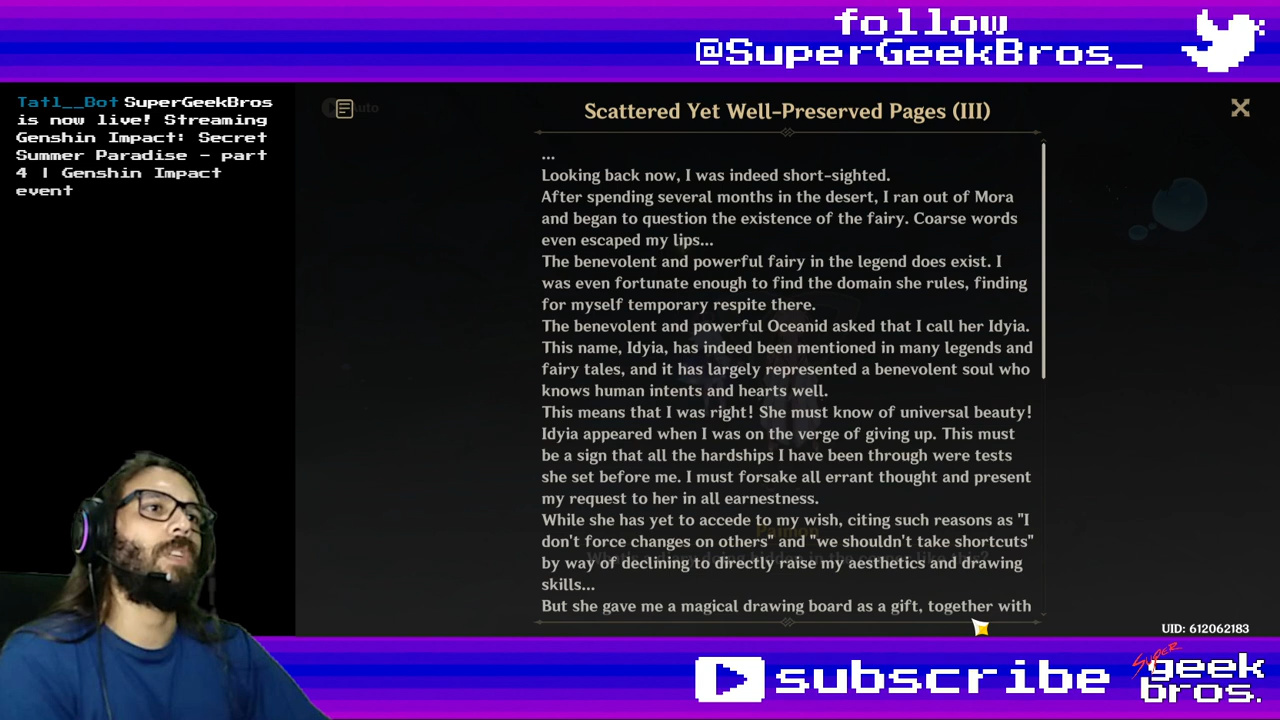 follow
@SuperGeekBros_
Tatl__Bot SuperGeekBros
is now live! Streaming
Genshin Impact: Secret
Summer Paradise - part
4 | Genshin Impact
event
Auto
Scattered Yet Well-Preserved Pages (III)
...
Looking back now, I was indeed short-sighted.
After spending several months in the desert, I ran out of Mora
and began to question the existence of the fairy. Coarse words
even escaped my lips...
The benevolent and powerful fairy in the legend does exist. I
was even fortunate enough to find the domain she rules, finding
for myself temporary respite there.
The benevolent and powerful Oceanid asked that I call her Idyia.
This name, Idyia, has indeed been mentioned in many legends and
fairy tales, and it has largely represented a benevolent soul who
knows human intents and hearts well.
This means that I was right! She must know of universal beauty!
Idyia appeared when I was on the verge of giving up. This must
be a sign that all the hardships I have been through were tests
she set before me. I must forsake all errant thought and present
my request to her in all earnestness.
While she has yet to accede to my wish, citing such reasons as "I
don't force changes on others" and "we shouldn't take shortcuts"
by way of declining to directly raise my aesthetics and drawing
skills...
But she gave me a magical drawing board as a gift, together with
UID: 612062183
subscribe
super
geek
bros.